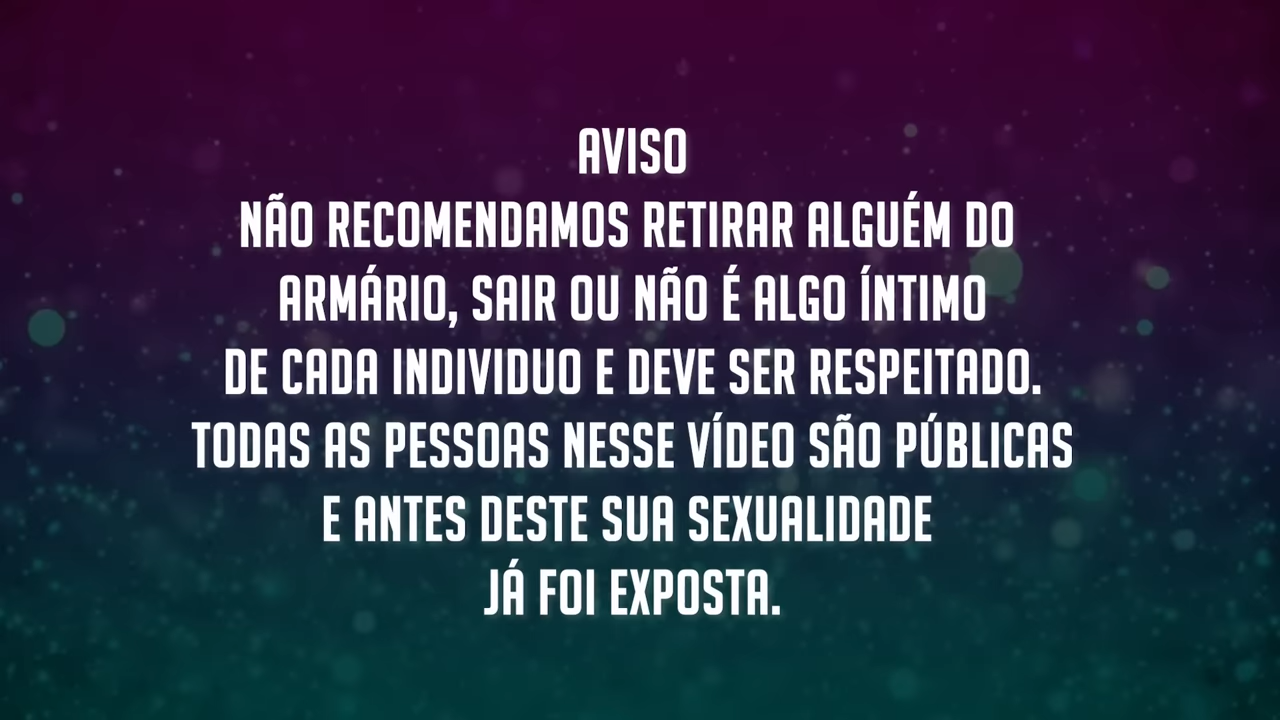 AVISO
NÃO RECOMENDAMOS RETIRAR ALGUÉM DO
ARMÁRIO, SAIR OU NÃO É ALGO ÍNTIMO
DE CADA INDIVIDUO E DEVE SER RESPEITADO.
TODAS AS PESSOAS NESSE VÍDEO SÃO PÚBLICAS
E ANTES DESTE SUA SEXUALIDADE
JÁ FOI EXPOSTA.